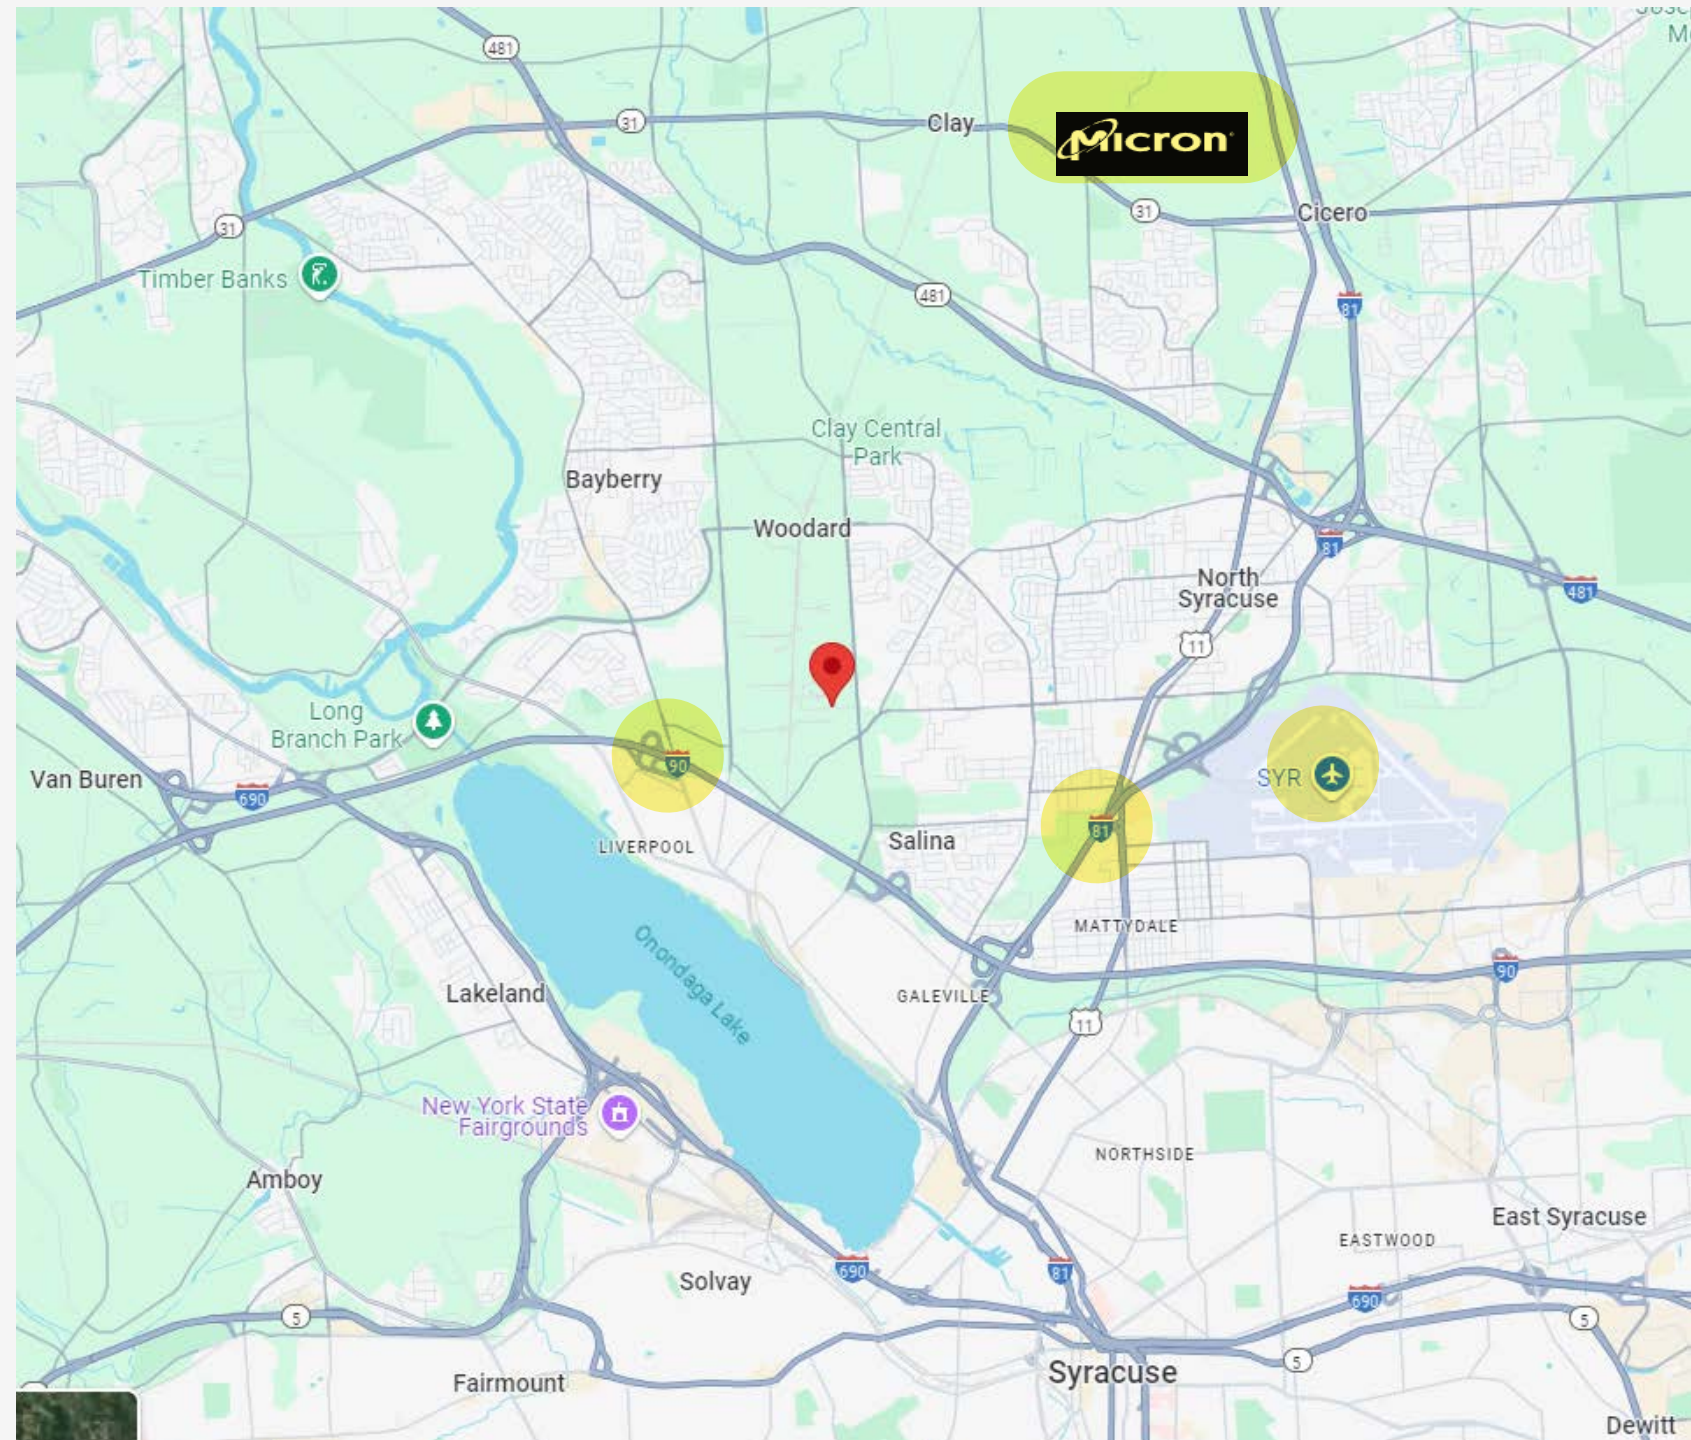 481
31
Clay
Micron
31
31
Cicero
Timber Banks
481
81
Clay Central
Park
Bayberry
Woodard
81
North
Syracuse
481
11
Long
Branch Park
90
SYR
Van Buren
690
81
LIVERPOOL
Salina
MATTYDALE
Onondaga Lake
90
Lakeland
GALEVILLE
11
New York State
Fairgrounds
NORTHSIDE
Amboy
East Syracuse
EASTWOOD
690
81
Solvay
690
5
5
5
Syracuse
Fairmount
Dewitt